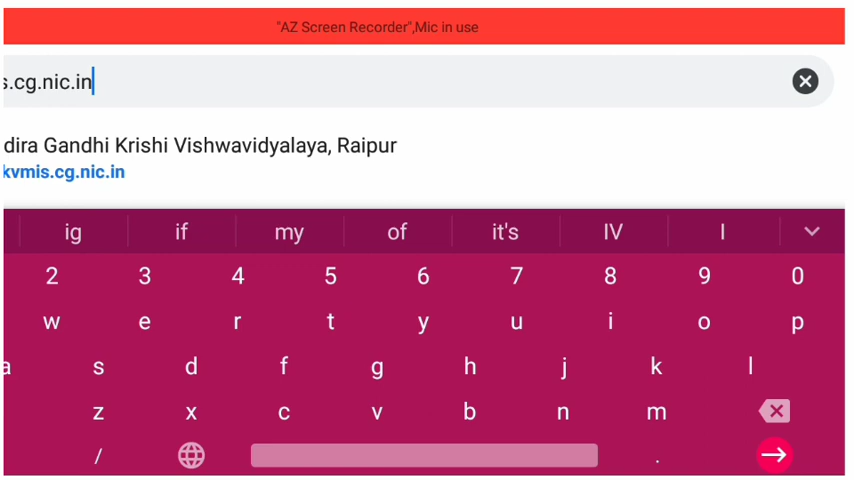 "AZ Screen Recorder",Mic in use
s.cg.nic.in
dira Gandhi Krishi Vishwavidyalaya, Raipur
kvmis.cg.nic.in
ig if my of it's IV I
2 3 4 5 6 7 8 9 0
w e r t y u i o p
a s d f g h j k l
z x c v b n m
/ .